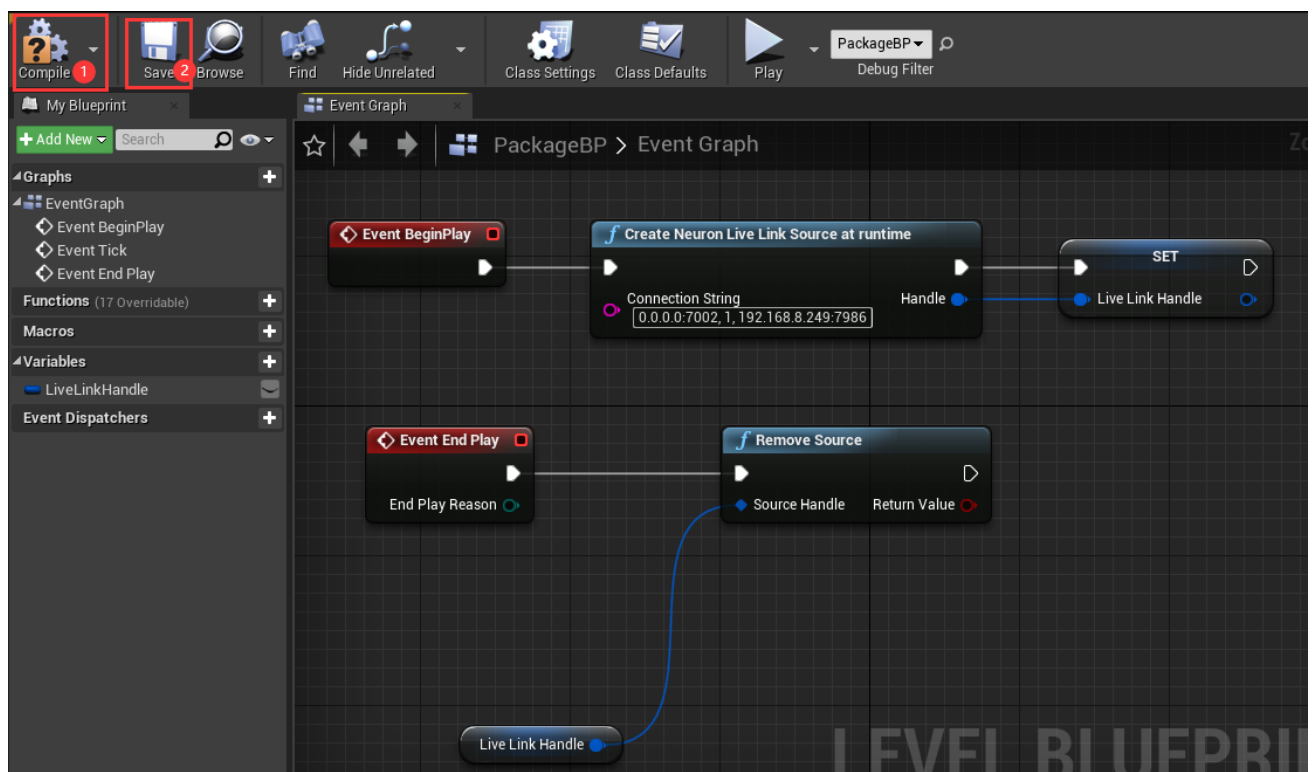 Compile 1
Save 2
Browse
Find
Hide Unrelated
Class Settings
Class Defaults
Play
PackageBP
Debug Filter
My Blueprint
Event Graph
Add New
Search
PackageBP > Event Graph
Graphs
EventGraph
Event BeginPlay
Event Tick
Event End Play
Functions (17 Overridable)
Macros
Variables
LiveLinkHandle
Event Dispatchers
Event BeginPlay
Create Neuron Live Link Source at runtime
Connection String
0.0.0.0:7002, 1, 192.168.8.249:7986
Handle
SET
Live Link Handle
Event End Play
End Play Reason
Remove Source
Source Handle
Return Value
Live Link Handle
LEVEL